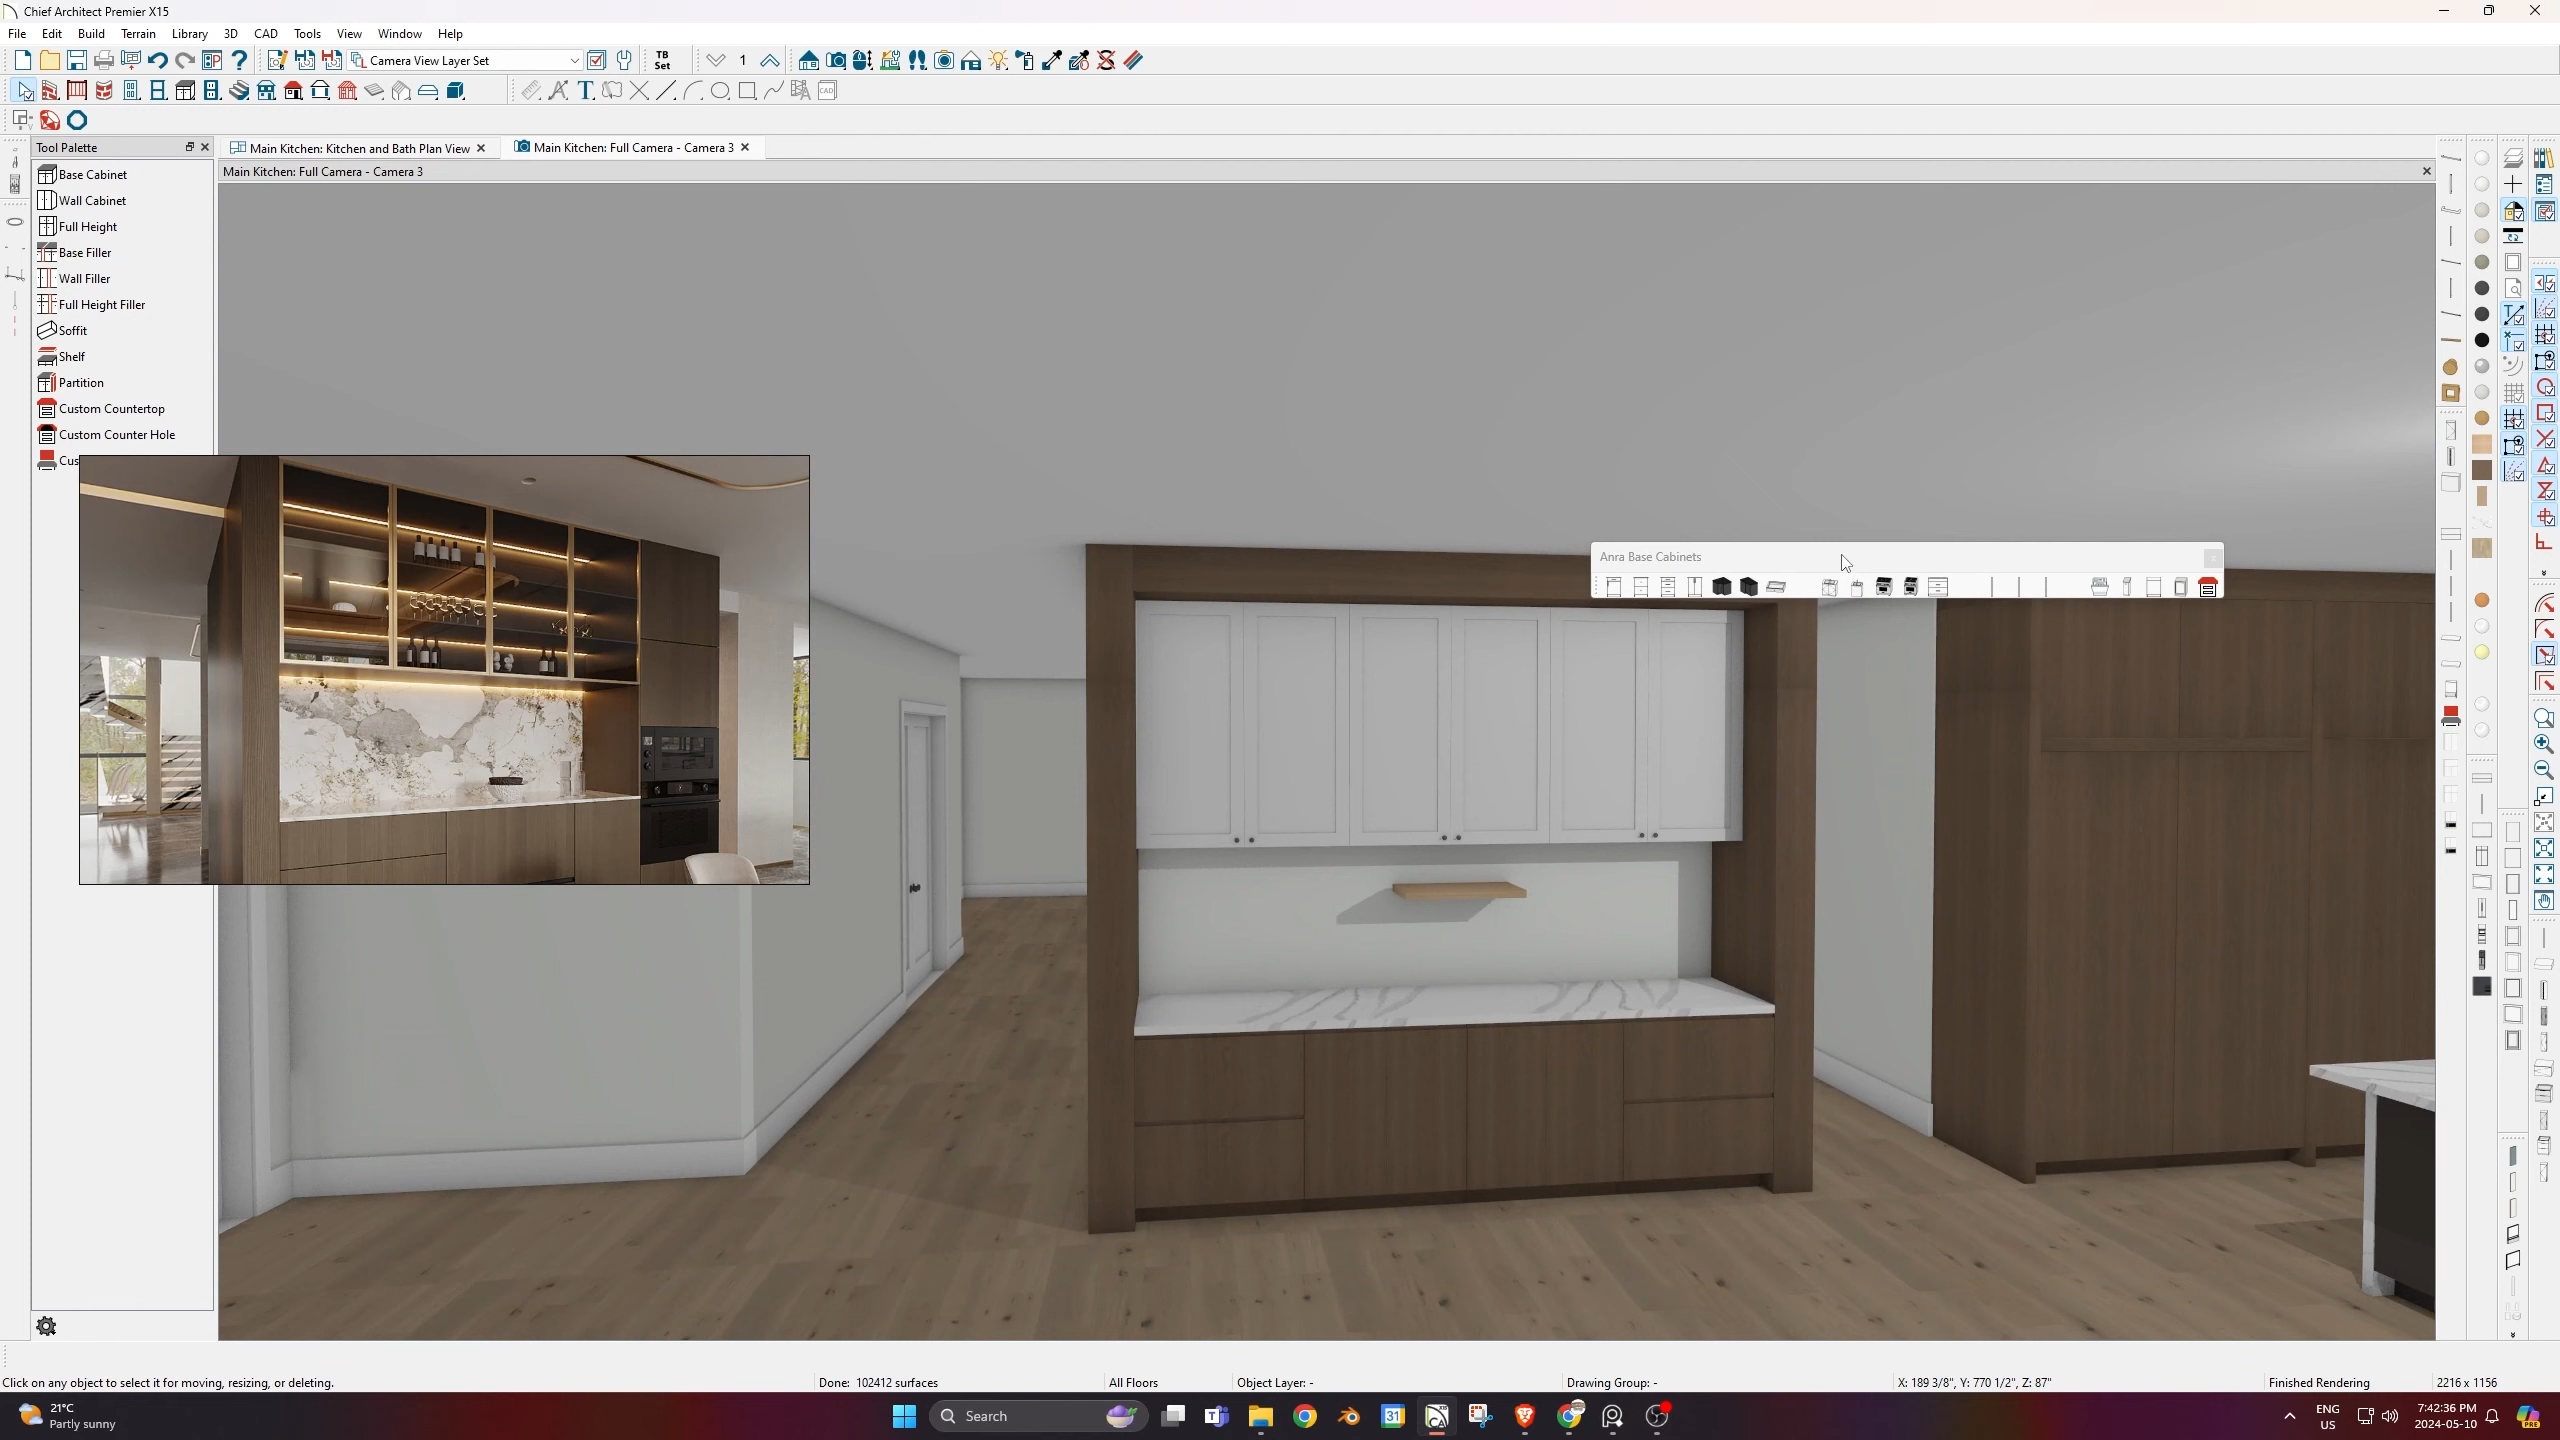 Chief Architect Premier X15
File Edit Build Terrain Library 3D CAD Tools View Window Help
Camera View Layer Set
TB Set
1
CAD
Tool Palette
Main Kitchen: Kitchen and Bath Plan View
Main Kitchen: Full Camera - Camera 3
Main Kitchen: Full Camera - Camera 3
Base Cabinet
Wall Cabinet
Full Height
Base Filler
Wall Filler
Full Height Filler
Soffit
Shelf
Partition
Custom Countertop
Custom Counter Hole
Cus
Anra Base Cabinets
Click on any object to select it for moving, resizing, or deleting.
Done: 102412 surfaces
All Floors
Object Layer: -
Drawing Group: -
X: 189 3/8", Y: 770 1/2", Z: 87"
Finished Rendering
2216 x 1156
21°C
Partly sunny
Search
31
ENG
US
7:42:36 PM
2024-05-10